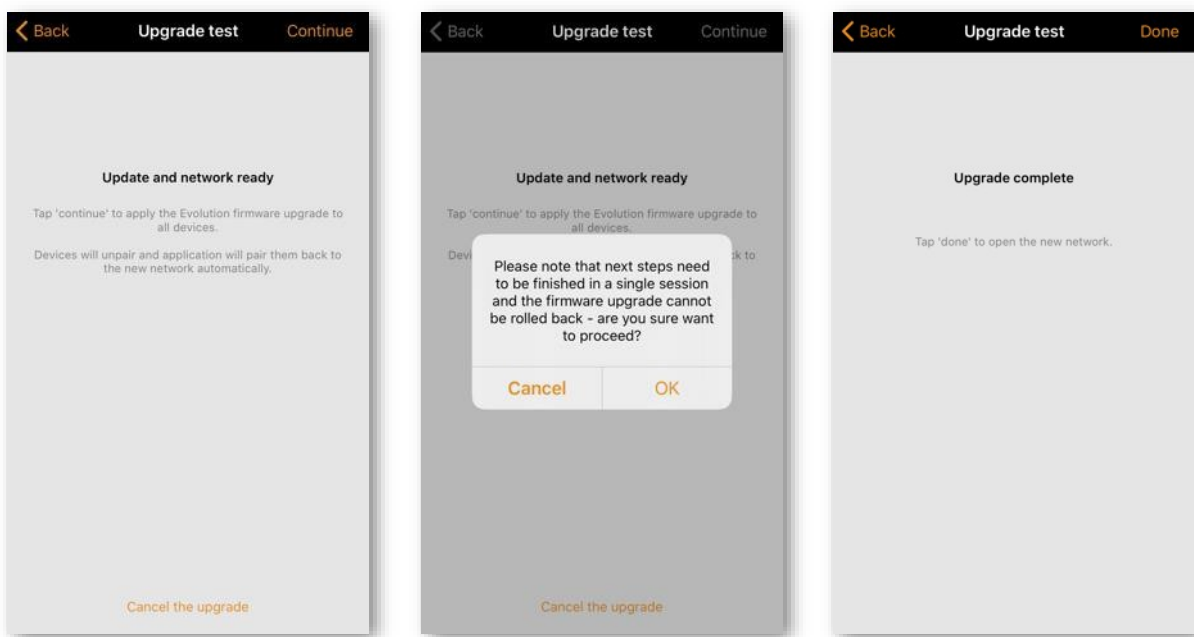 Back Upgrade test Continue
Update and network ready
Tap 'continue' to apply the Evolution firmware upgrade to
all devices.
Devices will unpair and application will pair them back to
the new network automatically.
Cancel the upgrade
Back Upgrade test Continue
Update and network ready
Tap 'continue' to apply the Evolution firmware upgrade to
all devices.
Please note that next steps need
to be finished in a single session
and the firmware upgrade cannot
be rolled back - are you sure want
to proceed?
Cancel OK
Cancel the upgrade
Back Upgrade test Done
Upgrade complete
Tap 'done' to open the new network.